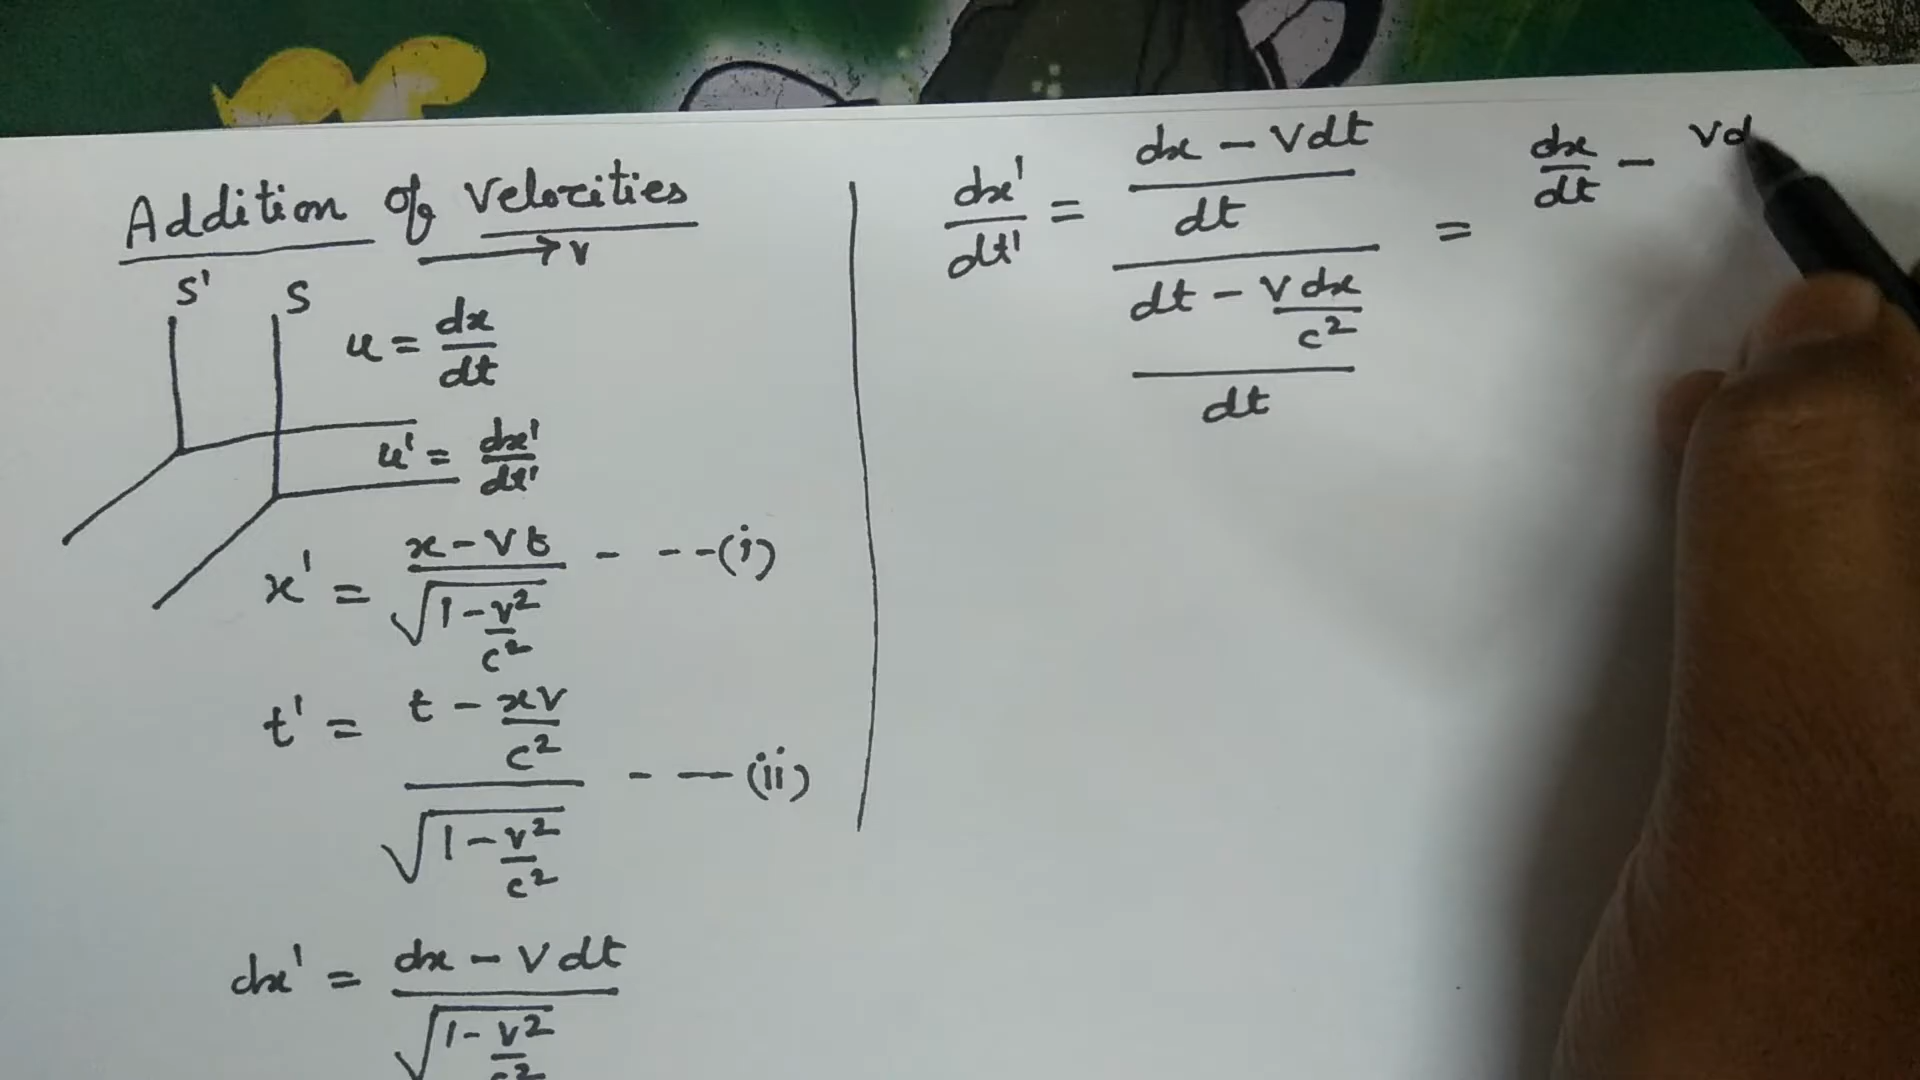 Addition of Velocities
→ v
S' S
u = dx/dt
u' = dx'/dt'
x' = (x - Vt)/√(1 - v²/c²) - - - -(i)
t' = (t - xv/c²)/√(1 - v²/c²) - - — (ii)
dx' = (dx - Vdt)/√(1 - v²/c²)
dx'/dt' = ((dx - Vdt)/dt)/((dt - Vdx/c²)/dt) = dx/dt - Vd